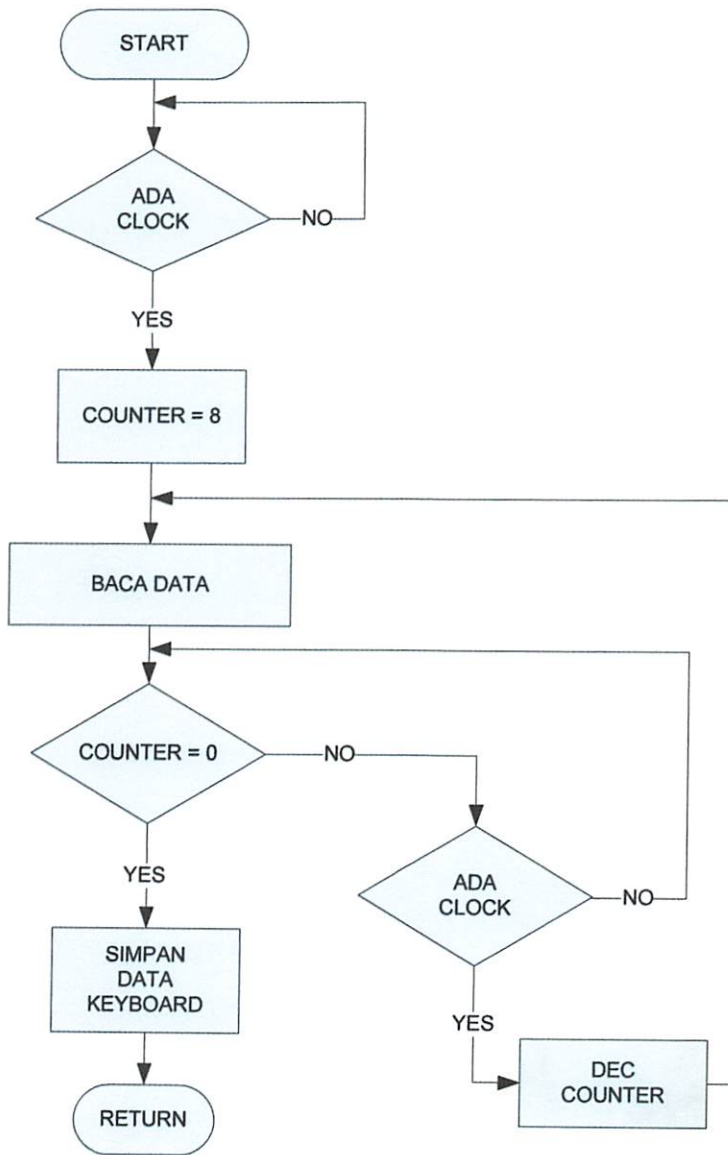 START
ADA
CLOCK
NO
YES
COUNTER = 8
BACA DATA
COUNTER = 0
NO
YES
ADA
CLOCK
NO
SIMPAN
DATA
KEYBOARD
YES
DEC
COUNTER
RETURN